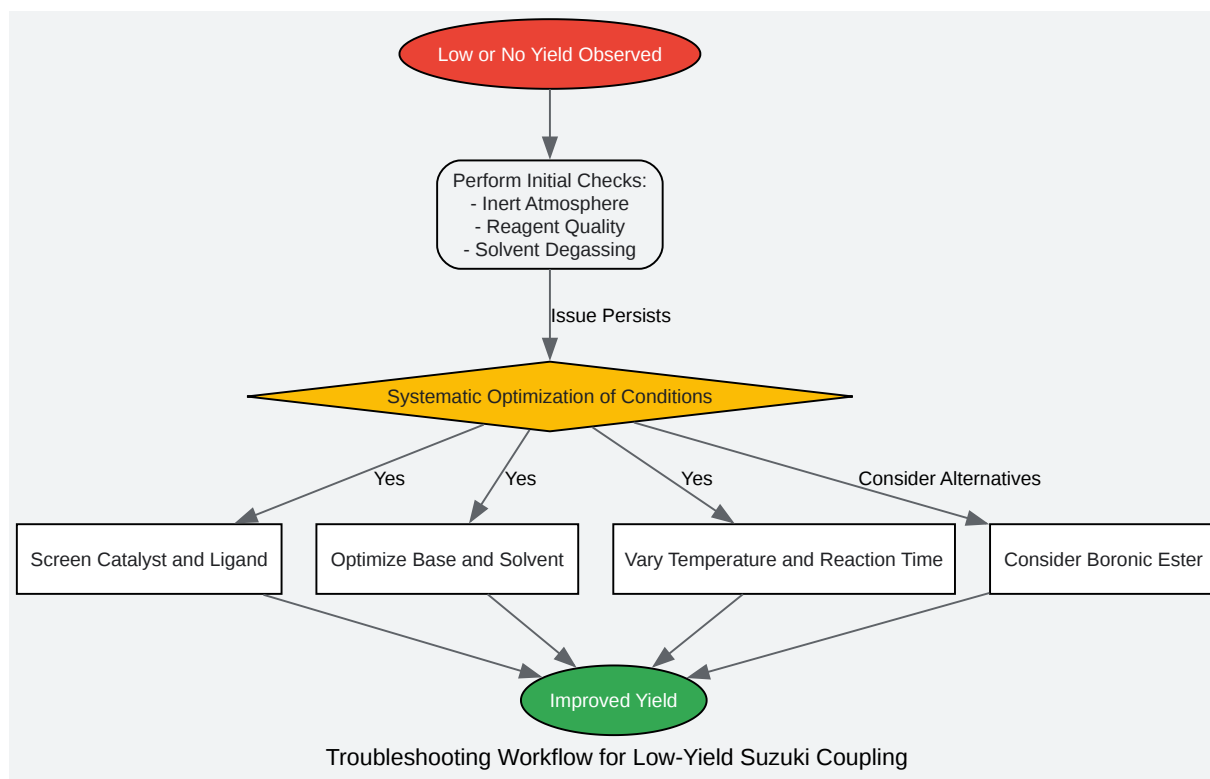 Low or No Yield Observed
Perform Initial Checks:
- Inert Atmosphere
- Reagent Quality
- Solvent Degassing
Issue Persists
Systematic Optimization of Conditions
Yes
Yes
Yes
Consider Alternatives
Screen Catalyst and Ligand
Optimize Base and Solvent
Vary Temperature and Reaction Time
Consider Boronic Ester
Improved Yield
Troubleshooting Workflow for Low-Yield Suzuki Coupling